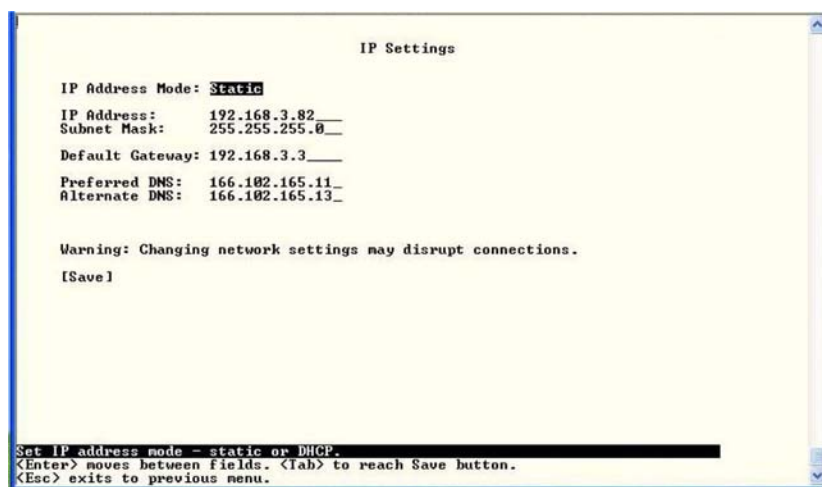 IP Settings
IP Address Mode: Static
IP Address: 192.168.3.82___
Subnet Mask: 255.255.255.0__
Default Gateway: 192.168.3.3____
Preferred DNS: 166.102.165.11_
Alternate DNS: 166.102.165.13_
Warning: Changing network settings may disrupt connections.
[Save]
Set IP address mode - static or DHCP.
<Enter> moves between fields. <Tab> to reach Save button.
<Esc> exits to previous menu.